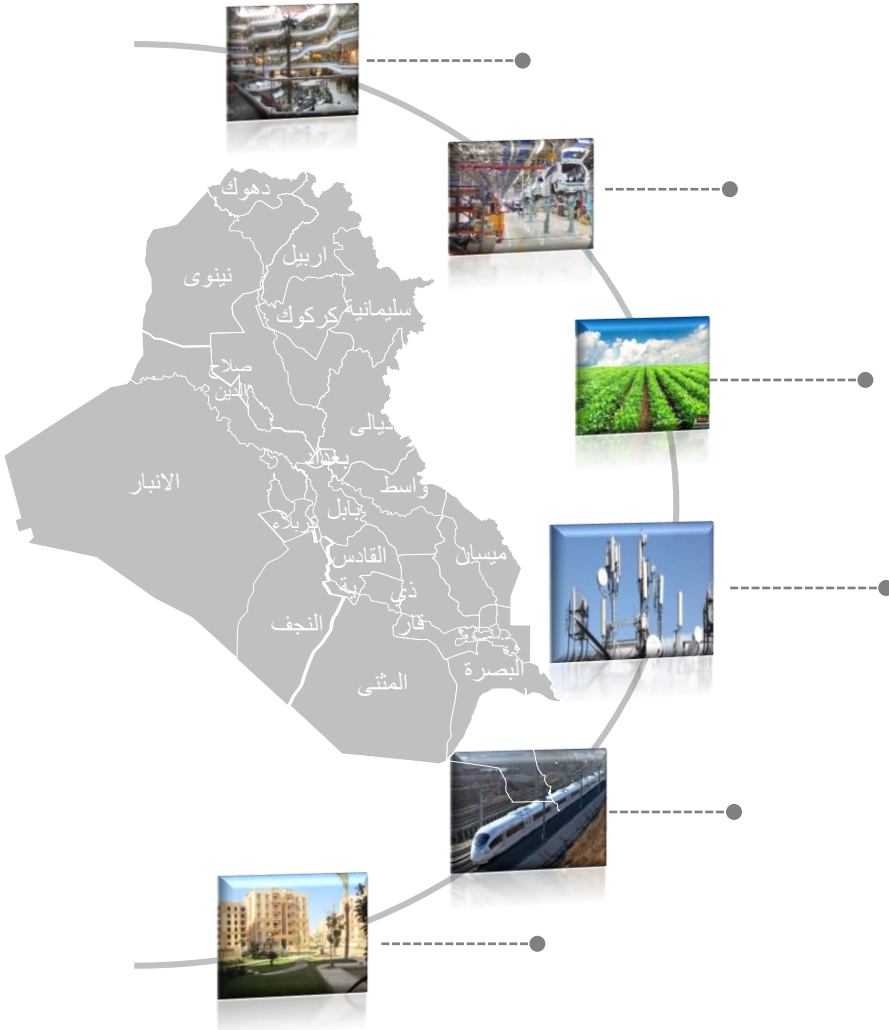 دهوك
اربيل
نينوى
سليمانية
كركوك
صلاح
الدين
ديالى
بغداد
الانبار
واسط
بابل
كربلاء
القادس
ية
ميسان
ذي
قار
النجف
البصرة
المثنى